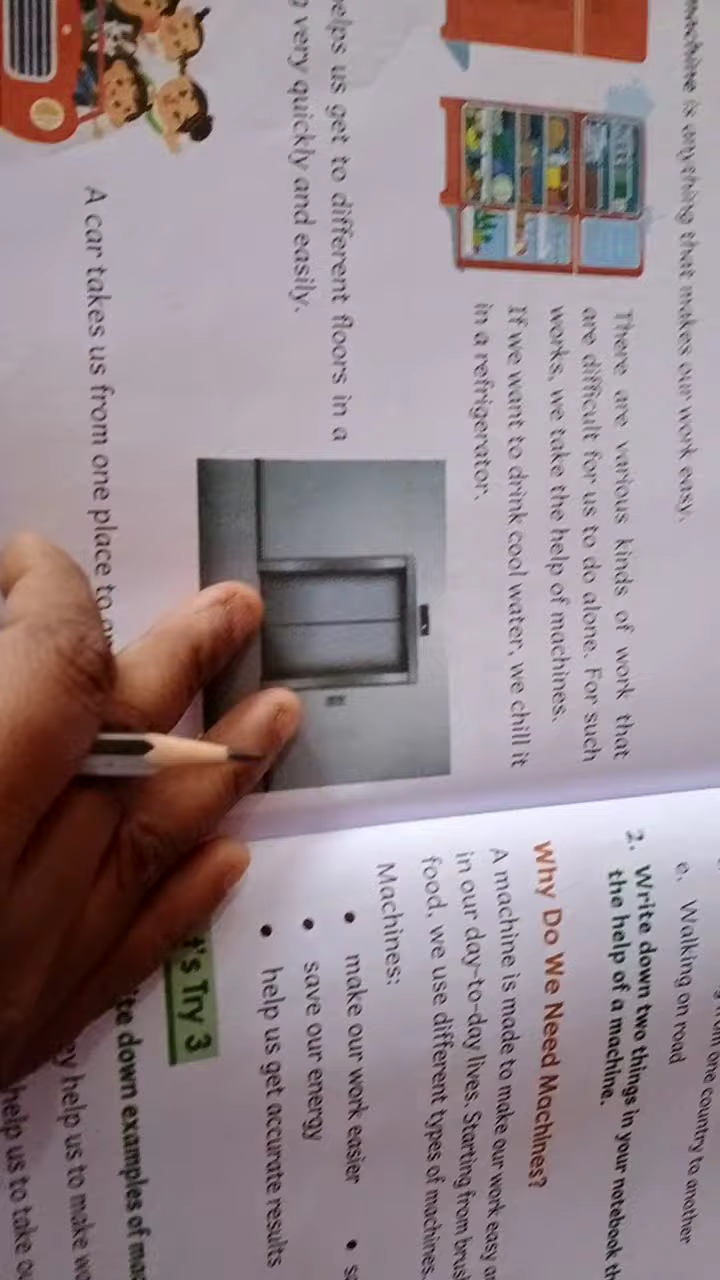 machine is anything that makes our work easy.
There are various kinds of work that
are difficult for us to do alone. For such
works, we take the help of machines.
If we want to drink cool water, we chill it
in a refrigerator.
helps us get to different floors in a
very quickly and easily.
A car takes us from one place to
from one country to another
e. Walking on road
2. Write down two things in your notebook
the help of a machine.
Why Do We Need Machines?
A machine is made to make our work easy
in our day-to-day lives. Starting from
food, we use different types of machines.
Machines:
• make our work easier
• save our energy
• help us get accurate results
Try 3
down examples of
help us to make
help us to take